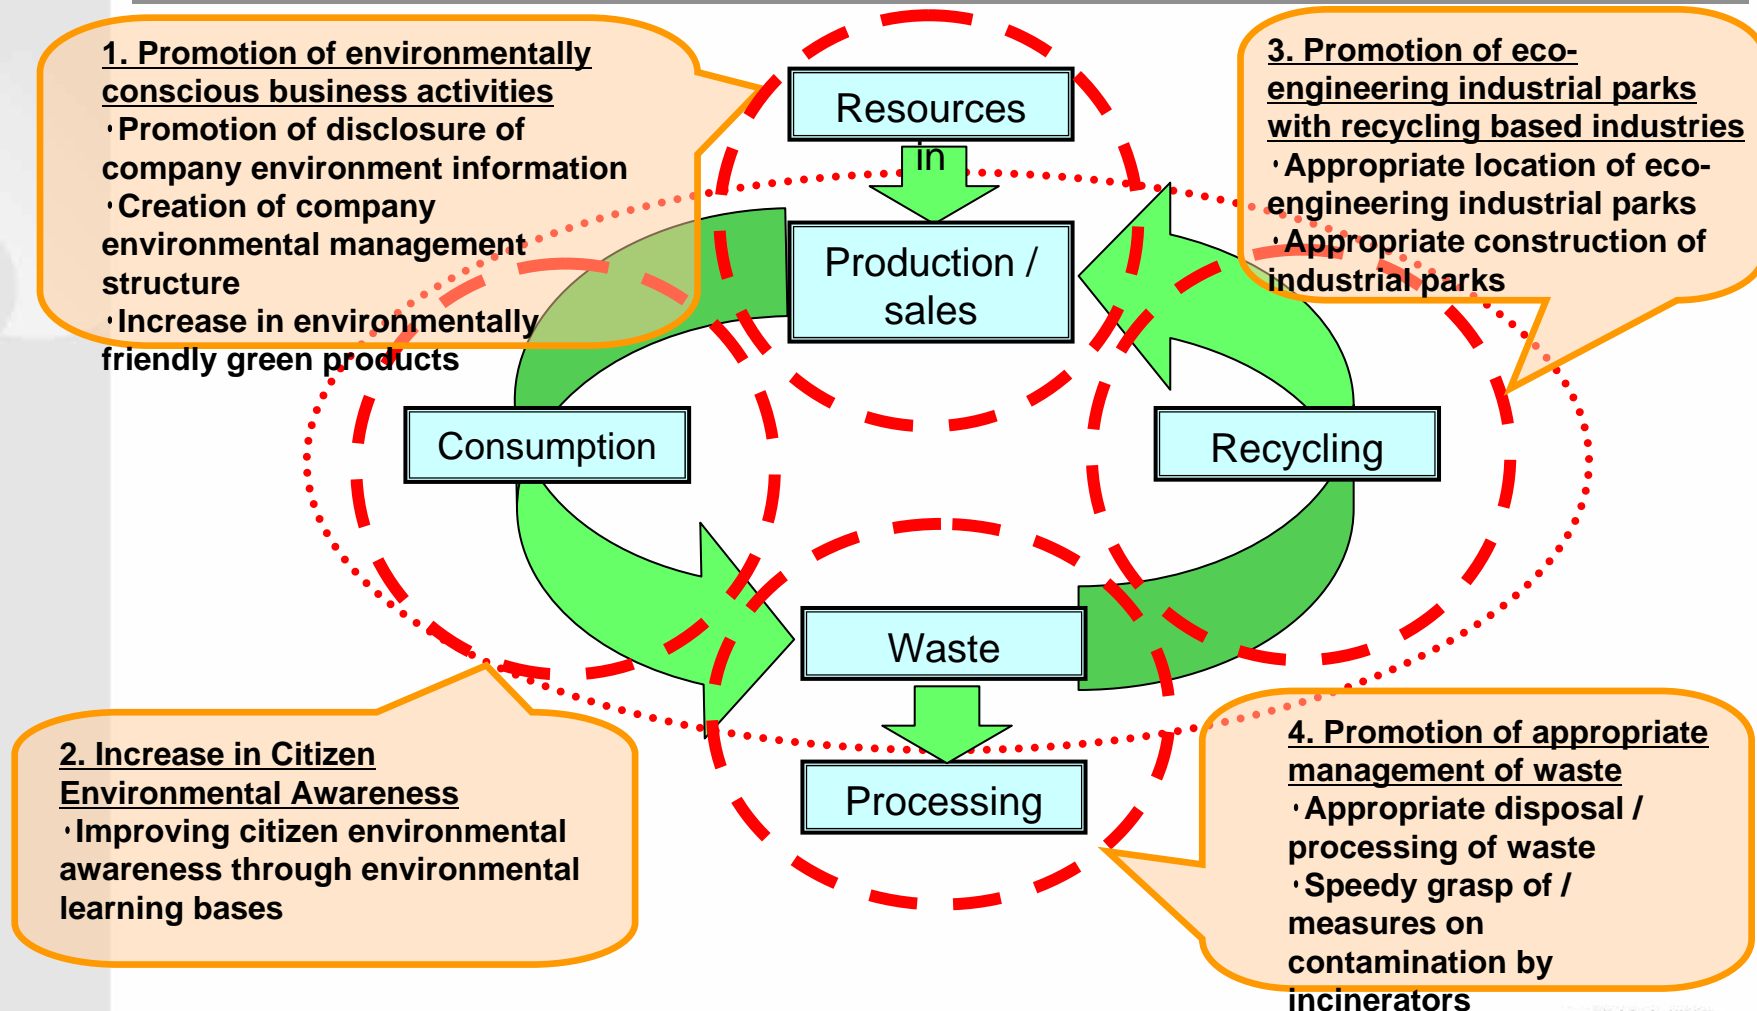 1. Promotion of environmentally
conscious business activities
・Promotion of disclosure of
company environment information
・Creation of company
environmental management
structure
・Increase in environmentally
friendly green products
Resources
in
Production /
sales
3. Promotion of eco-
engineering industrial parks
with recycling based industries
・Appropriate location of eco-
engineering industrial parks
・Appropriate construction of
industrial parks
Consumption
Recycling
Waste
Processing
2. Increase in Citizen
Environmental Awareness
・Improving citizen environmental
awareness through environmental
learning bases
4. Promotion of appropriate
management of waste
・Appropriate disposal /
processing of waste
・Speedy grasp of /
measures on
contamination by
incinerators